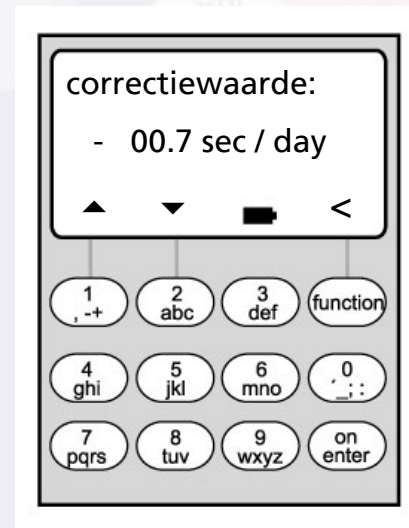 correctiewaarde:
- 00.7 sec / day
<
1 2 3 function
, -+ abc def
4 5 6 0
ghi jkl mno ´_; :
7 8 9 on
pqrs tuv wxyz enter